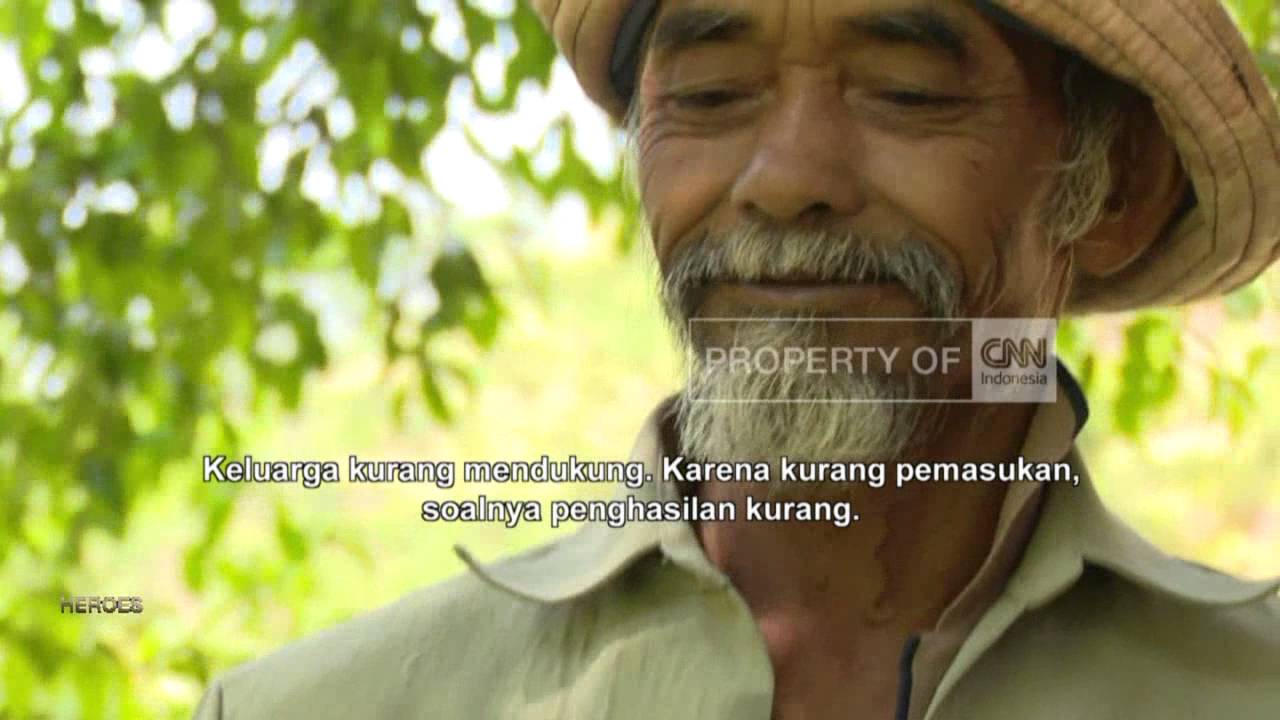 PROPERTY OF CNN
Indonesia
Keluarga kurang mendukung. Karena kurang pemasukan,
soalnya penghasilan kurang.
HEROES